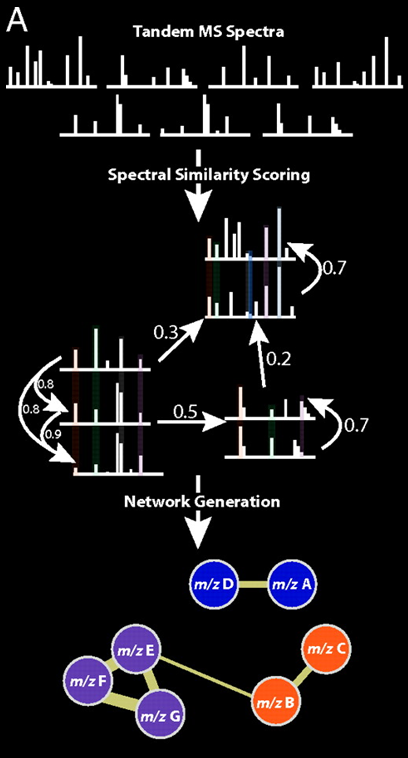 A
Tandem MS Spectra
Spectral Similarity Scoring
0.7
0.3
0.2
0.8
0.8
0.5
0.9
0.7
Network Generation
m/z D
m/z A
m/z E
m/z C
m/z F
m/z B
m/z G